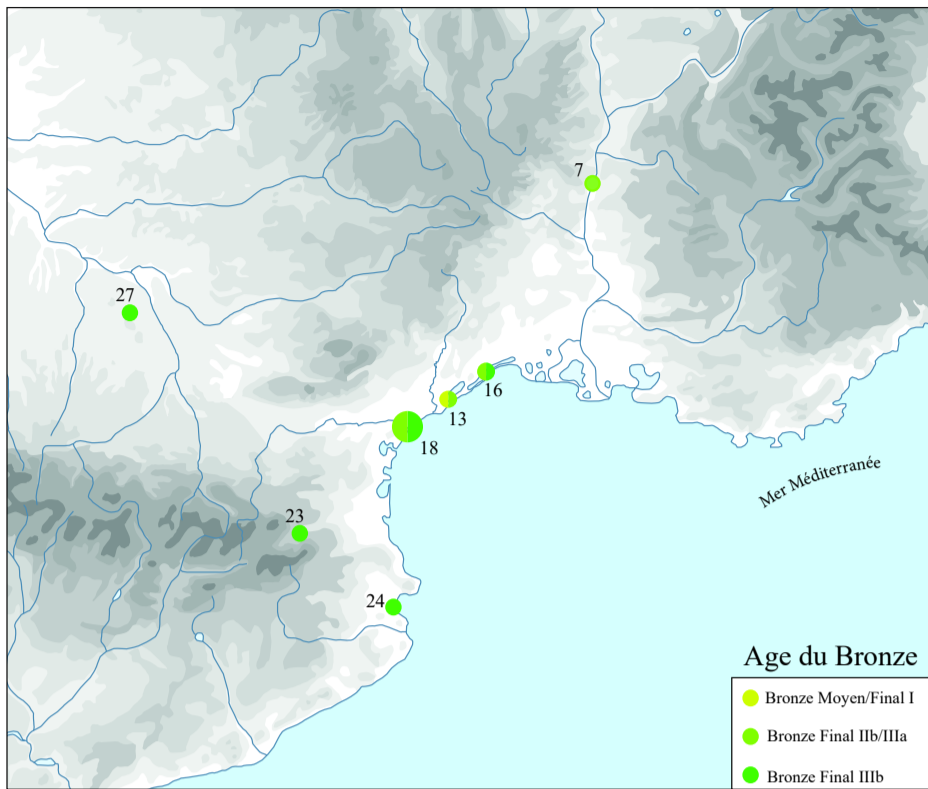 7
27
16
13
18
Mer Méditerranée
23
24
Age du Bronze
Bronze Moyen/Final I
Bronze Final IIb/IIIa
Bronze Final IIIb